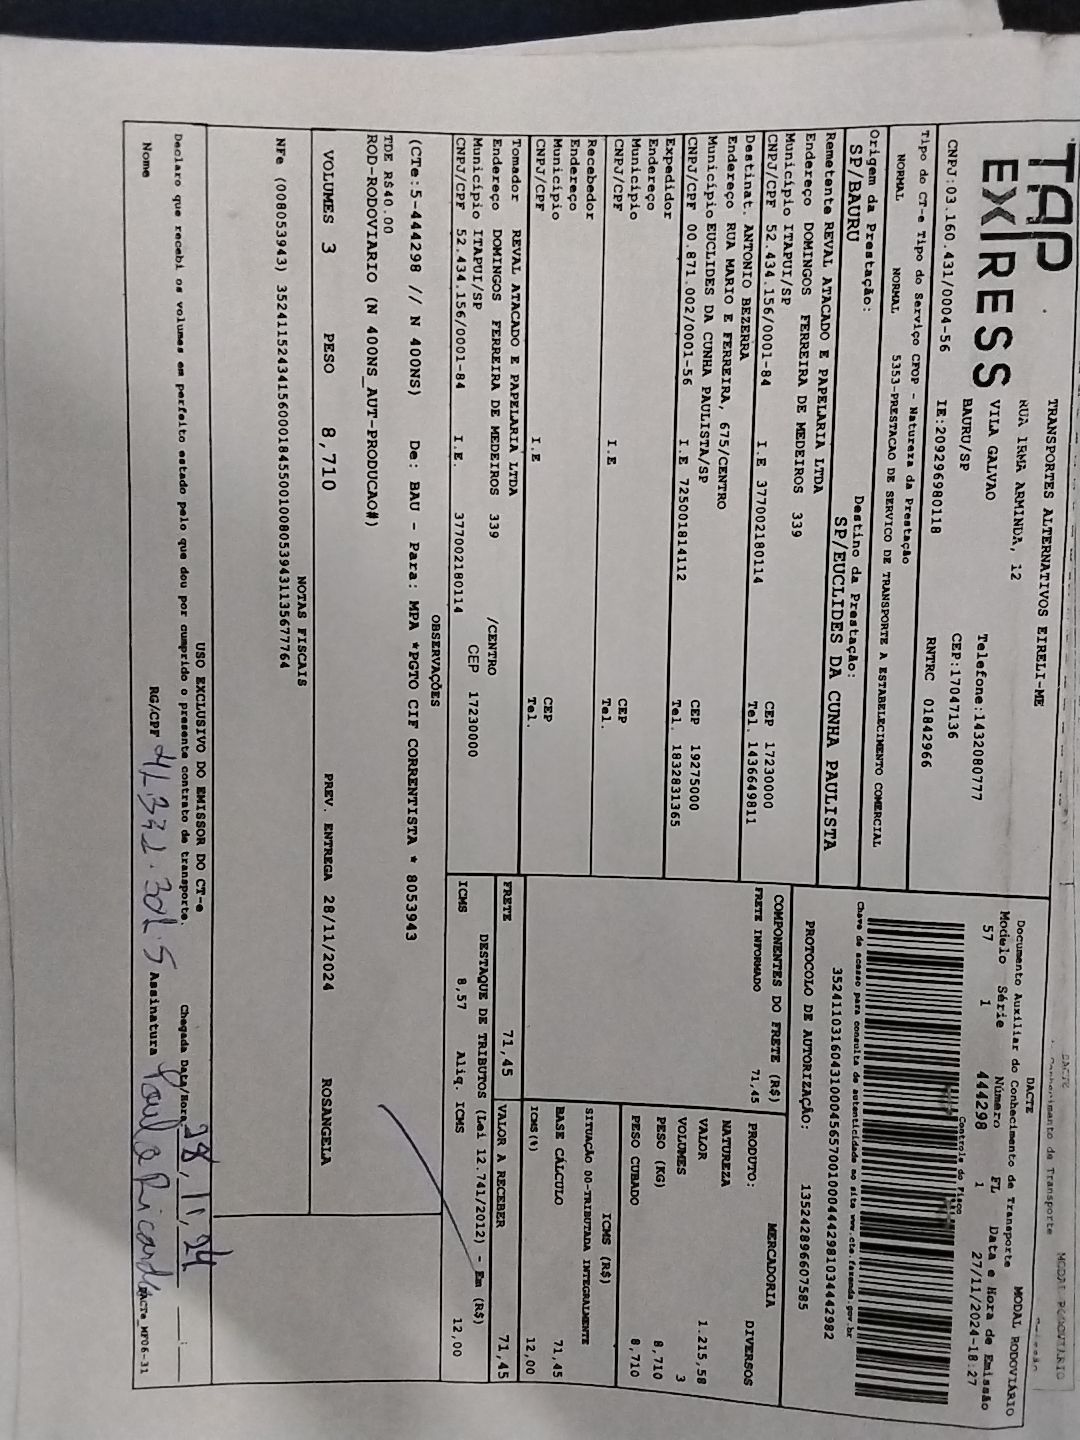 TAP EXPRESS
TRANSPORTES ALTERNATIVOS EIRELI-ME
RUA IRMA ARMINDA, 12
VILA GALVAO Telefone:1432080777
BAURU/SP CEP:17047136
CNPJ:03.160.431/0004-56 IE:209296980118 RNTRC 01842966
Tipo do CT-e Tipo do Serviço CFOP - Natureza da Prestação
NORMAL NORMAL 5353-PRESTACAO DE SERVICO DE TRANSPORTE A ESTABELECIMENTO COMERCIAL
Origem da Prestação: Destino da Prestação:
SP/BAURU SP/EUCLIDES DA CUNHA PAULISTA
Remetente REVAL ATACADO E PAPELARIA LTDA
Endereço DOMINGOS FERREIRA DE MEDEIROS 339
Município ITAPUI/SP CEP 17230000
CNPJ/CPF 52.434.156/0001-84 I.E 377002180114 Tel. 1436649811
Destinat. ANTONIO BEZERRA
Endereço RUA MARIO E FERREIRA, 675/CENTRO
Município EUCLIDES DA CUNHA PAULISTA/SP CEP 19275000
CNPJ/CPF 00.871.002/0001-56 I.E 725001814112 Tel. 1832831365
Expedidor
Endereço
Município CEP
CNPJ/CPF I.E Tel.
Recebedor
Endereço
Município CEP
CNPJ/CPF I.E Tel.
Tomador REVAL ATACADO E PAPELARIA LTDA
Endereço DOMINGOS FERREIRA DE MEDEIROS 339 /CENTRO
Município ITAPUI/SP CEP 17230000
CNPJ/CPF 52.434.156/0001-84 I.E. 377002180114
DACTE
Conhecimento de Transporte MODAL RODOVIÁRIO
DACTE
Documento Auxiliar do Conhecimento de Transporte MODAL RODOVIÁRIO
Modelo Série Número FL Data e Hora de Emissão
57 1 444298 1 27/11/2024-18:27
Controle do Fisco
Chave de acesso para consulta de autenticidade no site www.cte.fazenda.gov.br
35241103160431000456570010004442981034442982
PROTOCOLO DE AUTORIZAÇÃO: 135242896607585
COMPONENTES DO FRETE (R$)
FRETE INFORMADO 71,45
MERCADORIA
PRODUTO: DIVERSOS
NATUREZA
VALOR 1.215,58
VOLUMES 3
PESO (KG) 8,710
PESO CUBADO 8,710
ICMS (R$)
SITUAÇÃO 00-TRIBUTADA INTEGRALMENTE
BASE CÁLCULO 71,45
ICMS(%) 12,00
FRETE 71,45 VALOR A RECEBER 71,45
DESTAQUE DE TRIBUTOS (Lei 12.741/2012) - Em (R$)
ICMS 8,57 Aliq. ICMS 12,00
OBSERVAÇÕES
(CTe:5-444298 // N 400NS) De: BAU - Para: MPA *PGTO CIF CORRENTISTA * 8053943
TDE R$40.00
ROD-RODOVIARIO (N 400NS_AUT-PRODUCAO#)
VOLUMES 3 PESO 8,710 PREV. ENTREGA 28/11/2024 ROSANGELA
NOTAS FISCAIS
NFe (008053943) 35241152434156000184550010080539431135677764
USO EXCLUSIVO DO EMISSOR DO CT-e
Declaro que recebi os volumes em perfeito estado pelo que dou por cumprido o presente contrato de transporte. Chegada Data/Hora 28/11/24
Nome RG/CPF Assinatura Paulo Ricardo DACTe_MF06-31